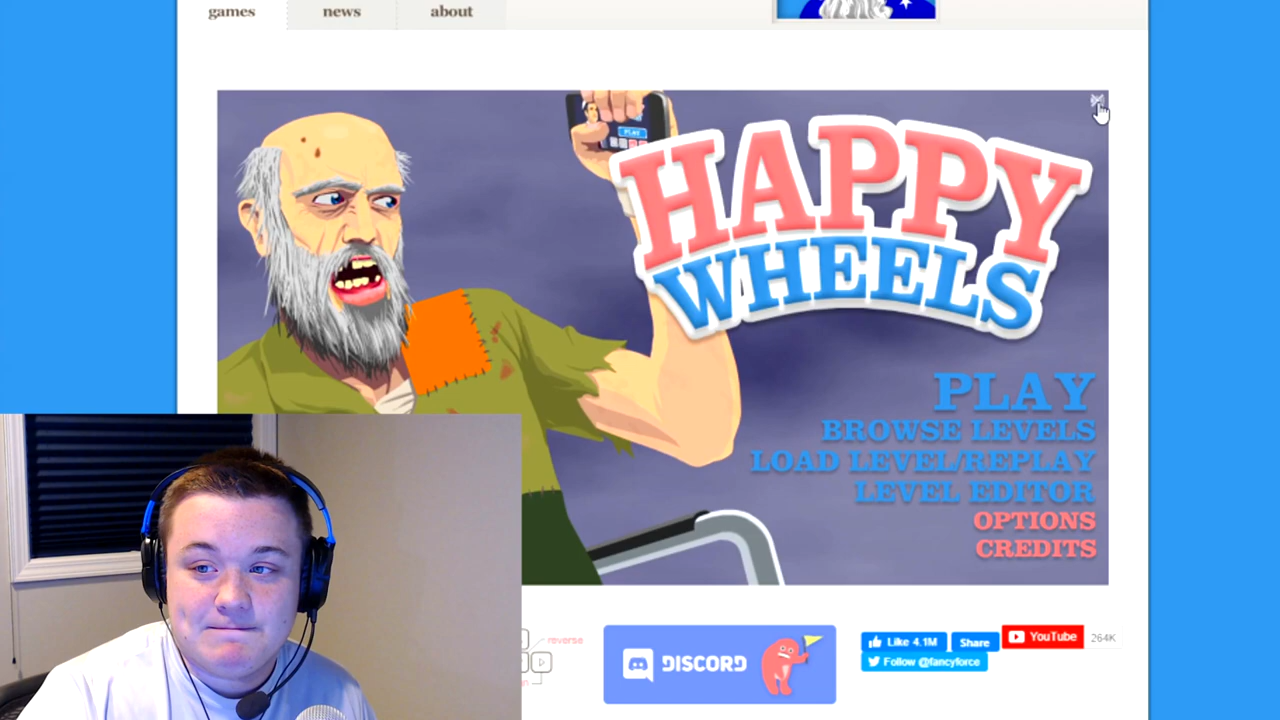 games
news
about
PLAY
HAPPY
WHEELS
PLAY
BROWSE LEVELS
LOAD LEVEL/REPLAY
LEVEL EDITOR
OPTIONS
CREDITS
reverse
DISCORD
Like 4.1M
Share
YouTube
264K
Follow @fancyforce